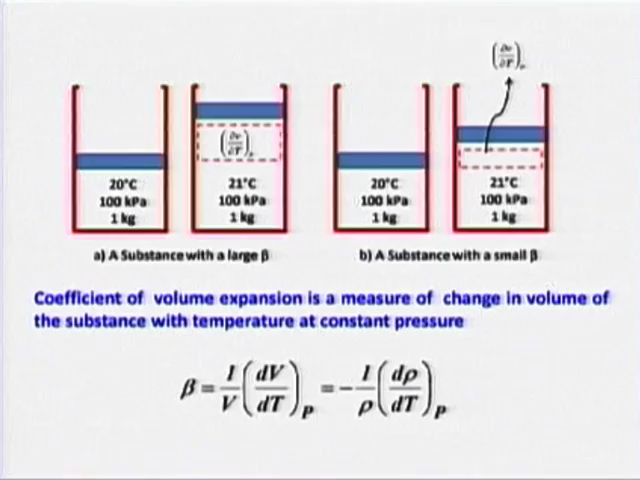 (∂v/∂T)P
(∂v/∂T)P
20°C
100 kPa
1 kg
21°C
100 kPa
1 kg
20°C
100 kPa
1 kg
21°C
100 kPa
1 kg
a) A Substance with a large β
b) A Substance with a small β
Coefficient of volume expansion is a measure of change in volume of
the substance with temperature at constant pressure
β = 1/V (dV/dT)P = - 1/ρ (dρ/dT)P